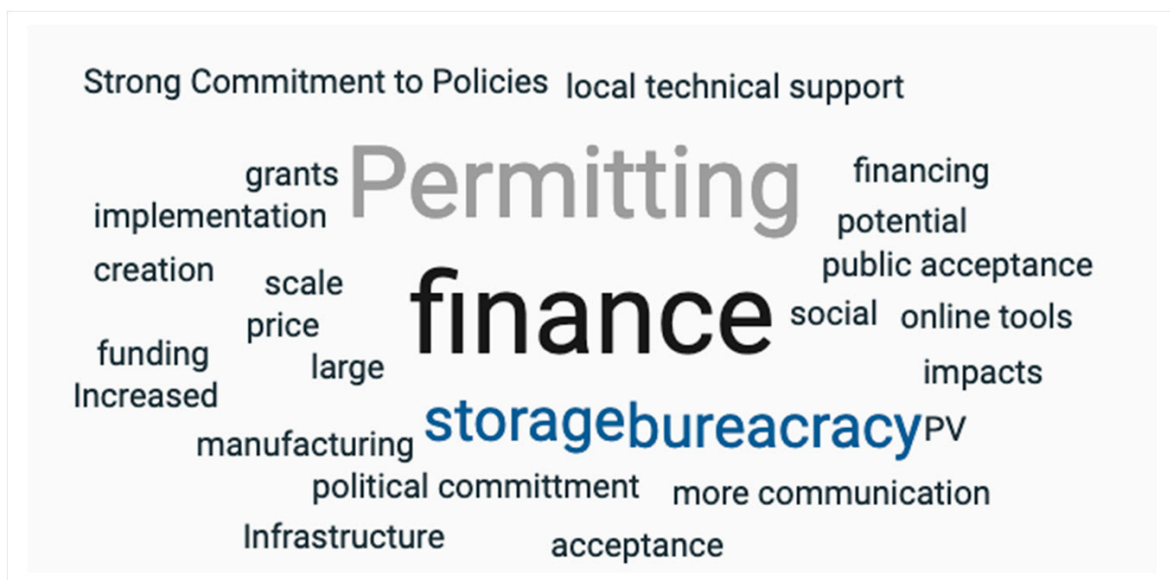 Strong Commitment to Policies
local technical support
grants
Permitting
financing
implementation
potential
creation
scale
finance
public acceptance
price
social
online tools
funding
large
impacts
Increased
storage
bureaucracy
PV
manufacturing
political committment
more communication
Infrastructure
acceptance